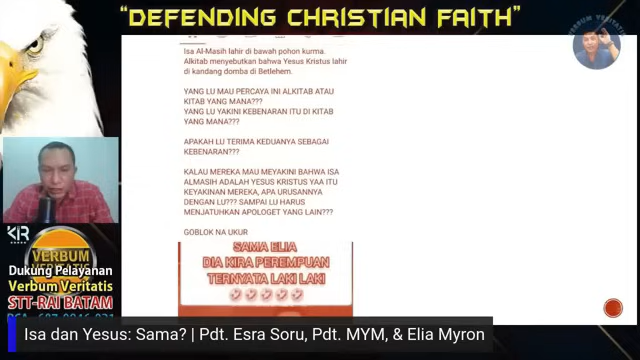 “DEFENDING CHRISTIAN FAITH”
Isa Al-Masih lahir di bawah pohon kurma.
Alkitab menyebutkan bahwa Yesus Kristus lahir
di kandang domba di Betlehem.
YANG LU MAU PERCAYA INI ALKITAB ATAU
KITAB YANG MANA???
YANG LU YAKINI KEBENARAN ITU DI KITAB
YANG MANA???
APAKAH LU TERIMA KEDUANYA SEBAGAI
KEBENARAN???
KALAU MEREKA MAU MEYAKINI BAHWA ISA
ALMASIH ADALAH YESUS KRISTUS YAA ITU
KEYAKINAN MEREKA, APA URUSANNYA
DENGAN LU??? SAMPAI LU HARUS
MENJATUHKAN APOLOGET YANG LAIN???
GOBLOK NA UKUR
SAMA ELIA
DIA KIRA PEREMPUAN
TERNYATA LAKI LAKI
VERBUM VERITATIS
VERBUM
VERITATIS
Dukung Pelayanan
Verbum Veritatis
STT-RAI BATAM
Isa dan Yesus: Sama? | Pdt. Esra Soru, Pdt. MYM, & Elia Myron